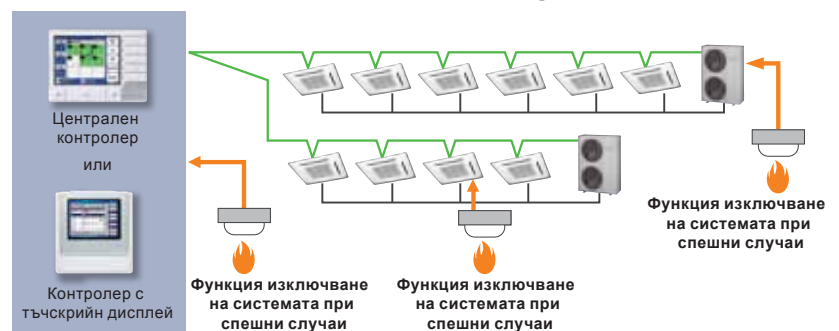 Централен
контролер
или
Контролер с
тъчскрийн дисплей
Функция изключване
на системата при
спешни случаи
Функция изключване
на системата при
спешни случаи
Функция изключване
на системата при
спешни случаи